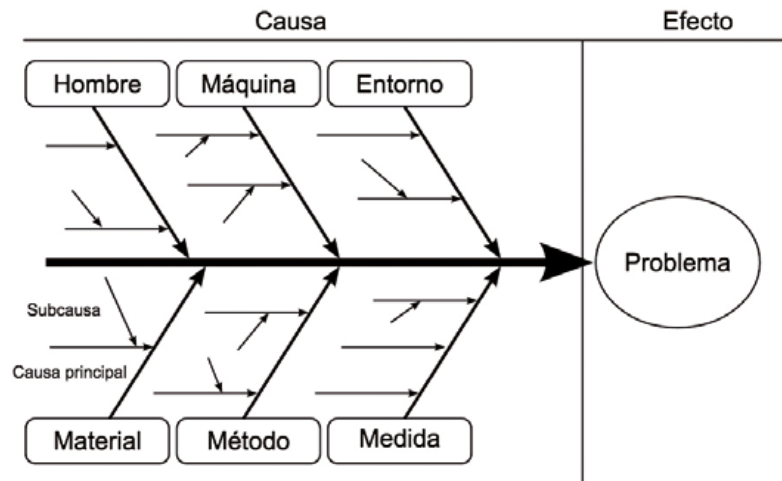 Causa
Efecto
Hombre
Máquina
Entorno
Problema
Subcausa
Causa principal
Material
Método
Medida